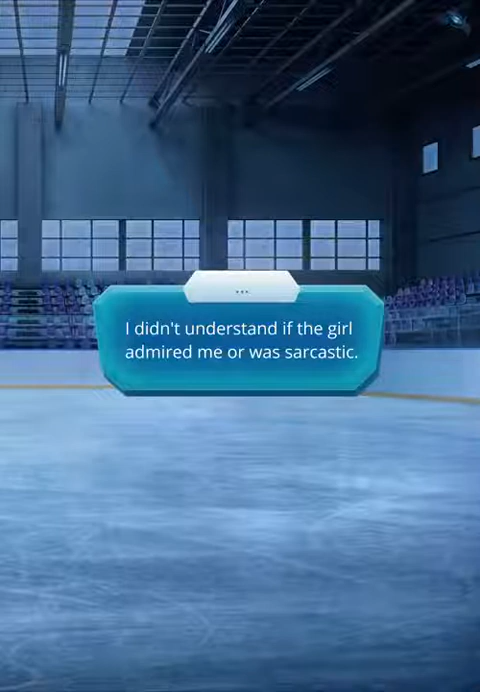 ...
I didn't understand if the girl
admired me or was sarcastic.